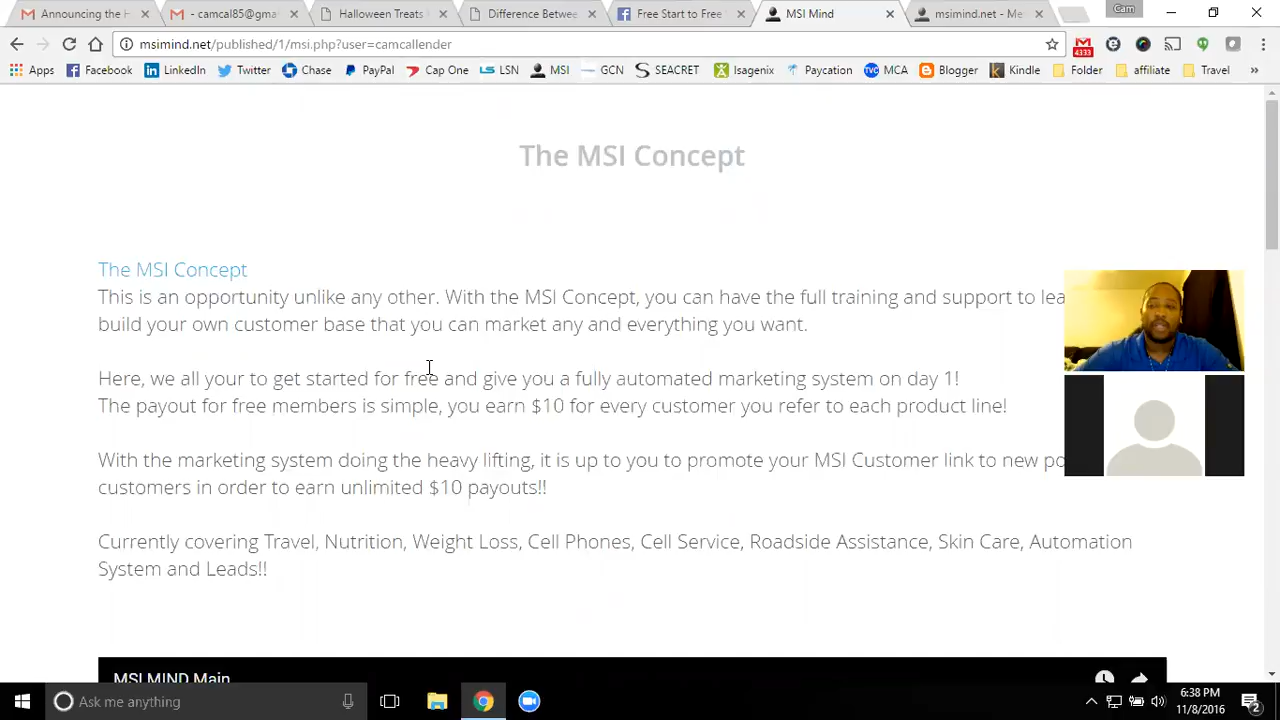 Announcing the H
- camcal85@gma
Halloween Treats
Difference Betwee
Free Start to Free
MSI Mind
msimind.net - Me
Cam
msimind.net/published/1/msi.php?user=camcallender
4333
Apps
Facebook
LinkedIn
Twitter
Chase
PayPal
Cap One
LS LSN
MSI
GCN
SEACRET
Isagenix
Paycation
TVC MCA
Blogger
Kindle
Folder
affiliate
Travel
The MSI Concept
The MSI Concept
This is an opportunity unlike any other. With the MSI Concept, you can have the full training and support to lea
build your own customer base that you can market any and everything you want.
Here, we all your to get started for free and give you a fully automated marketing system on day 1!
The payout for free members is simple, you earn $10 for every customer you refer to each product line!
With the marketing system doing the heavy lifting, it is up to you to promote your MSI Customer link to new po
customers in order to earn unlimited $10 payouts!!
Currently covering Travel, Nutrition, Weight Loss, Cell Phones, Cell Service, Roadside Assistance, Skin Care, Automation
System and Leads!!
MSI MIND Main
Ask me anything
6:38 PM
11/8/2016
2